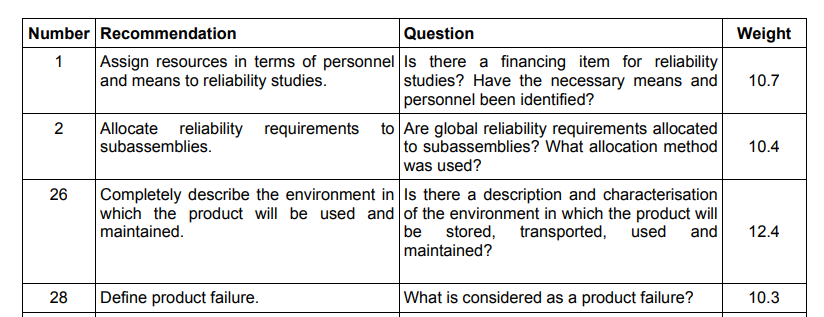 Number Recommendation Question Weight
1 Assign resources in terms of personnel Is there a financing item for reliability
and means to reliability studies. studies? Have the necessary means and 10.7
personnel been identified?
2 Allocate reliability requirements to Are global reliability requirements allocated
subassemblies. to subassemblies? What allocation method 10.4
was used?
26 Completely describe the environment in Is there a description and characterisation
which the product will be used and of the environment in which the product will
maintained. be stored, transported, used and 12.4
maintained?
28 Define product failure. What is considered as a product failure? 10.3